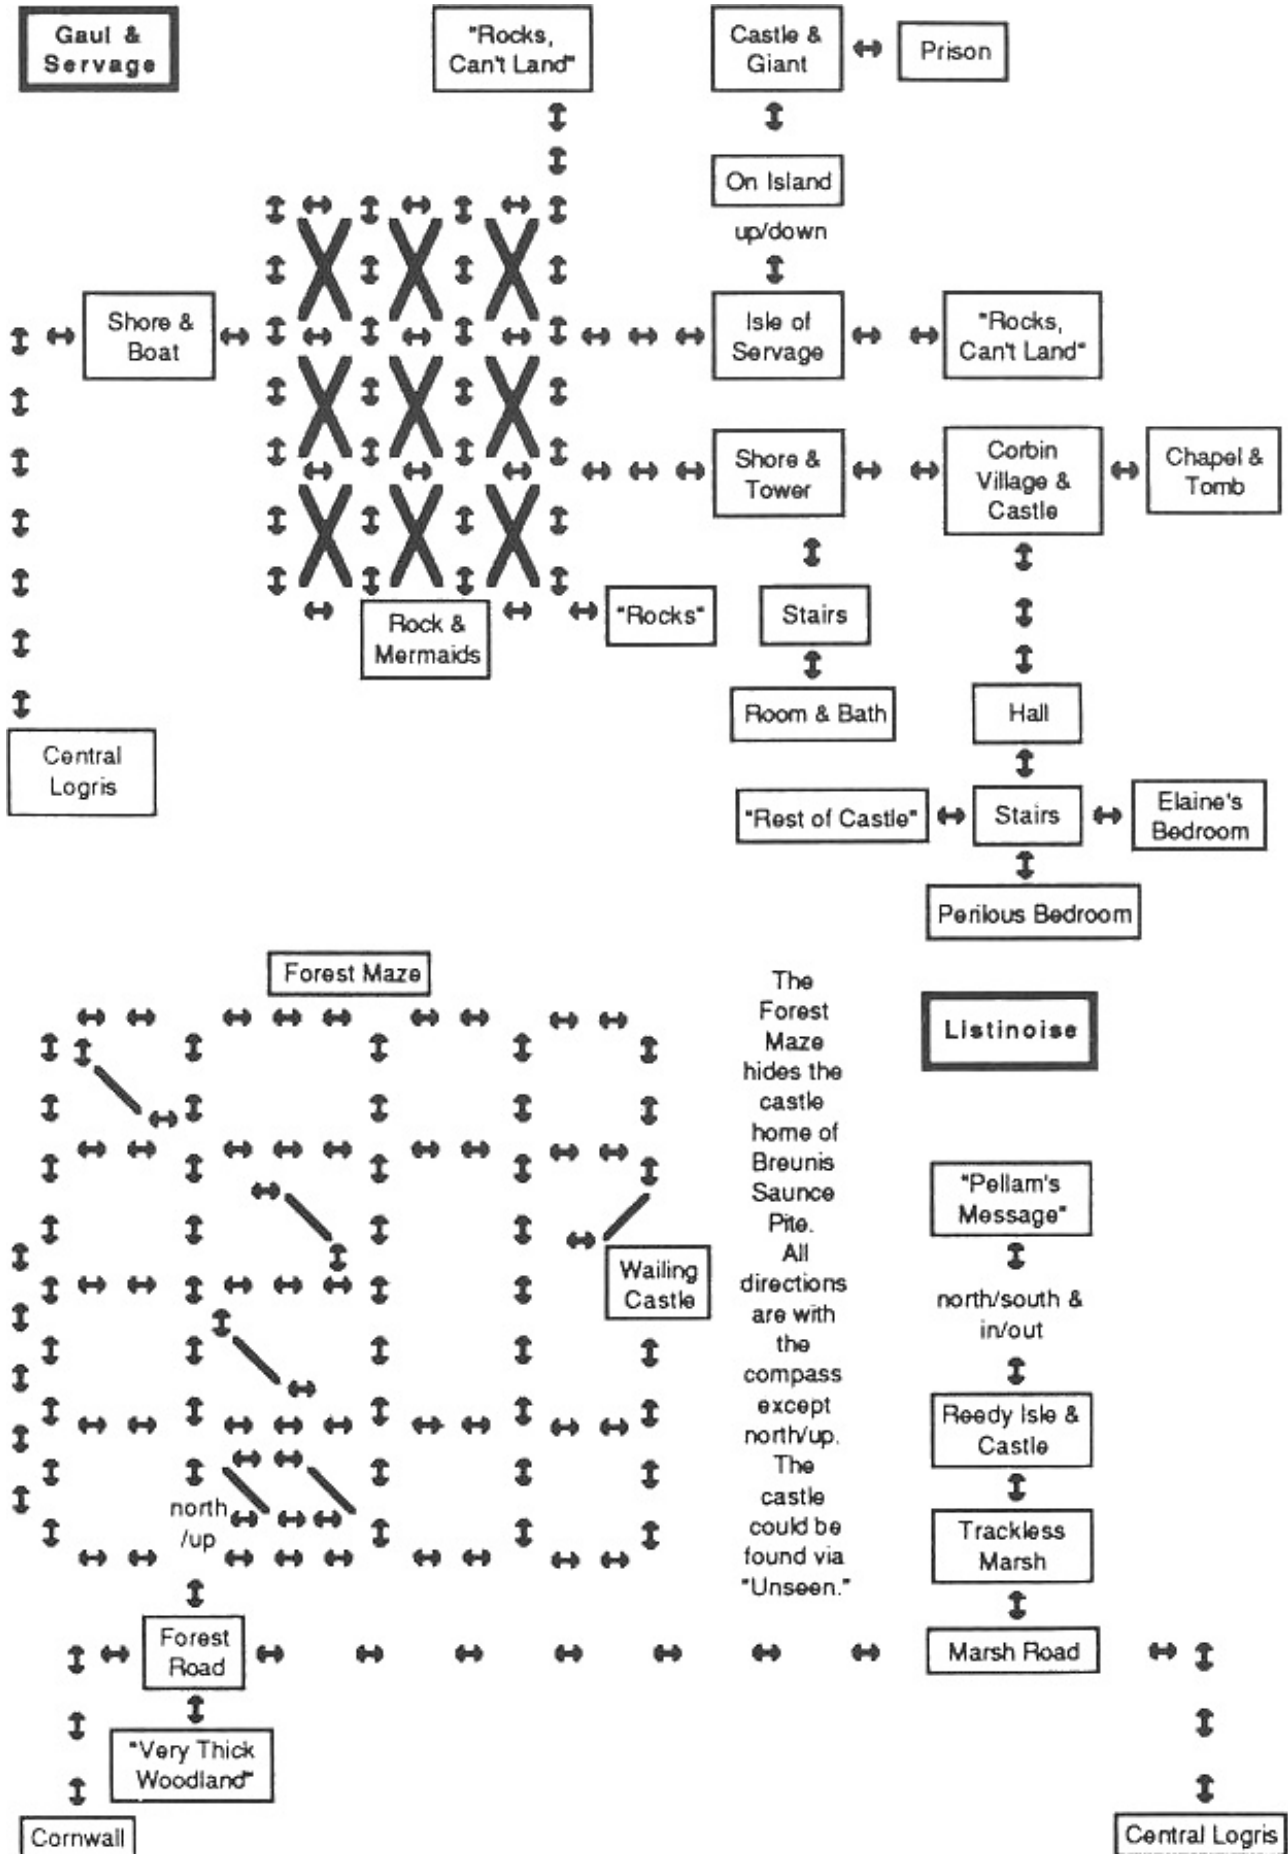 Gaul &
Servage
"Rocks,
Can't Land"
Castle &
Giant
Prison
On Island
up/down
Shore &
Boat
Isle of
Servage
"Rocks,
Can't Land"
Shore &
Tower
Corbin
Village &
Castle
Chapel &
Tomb
Rock &
Mermaids
"Rocks"
Stairs
Room & Bath
Hall
Central
Logris
"Rest of Castle"
Stairs
Elaine's
Bedroom
Perilous Bedroom
Forest Maze
The
Forest
Maze
hides the
castle
home of
Breunis
Saunce
Pite.
All
directions
are with
the
compass
except
north/up.
The
castle
could be
found via
"Unseen."
Listinoise
"Pellam's
Message"
Wailing
Castle
north/south &
in/out
Reedy Isle &
Castle
north
/up
Trackless
Marsh
Forest
Road
Marsh Road
"Very Thick
Woodland"
Cornwall
Central Logris